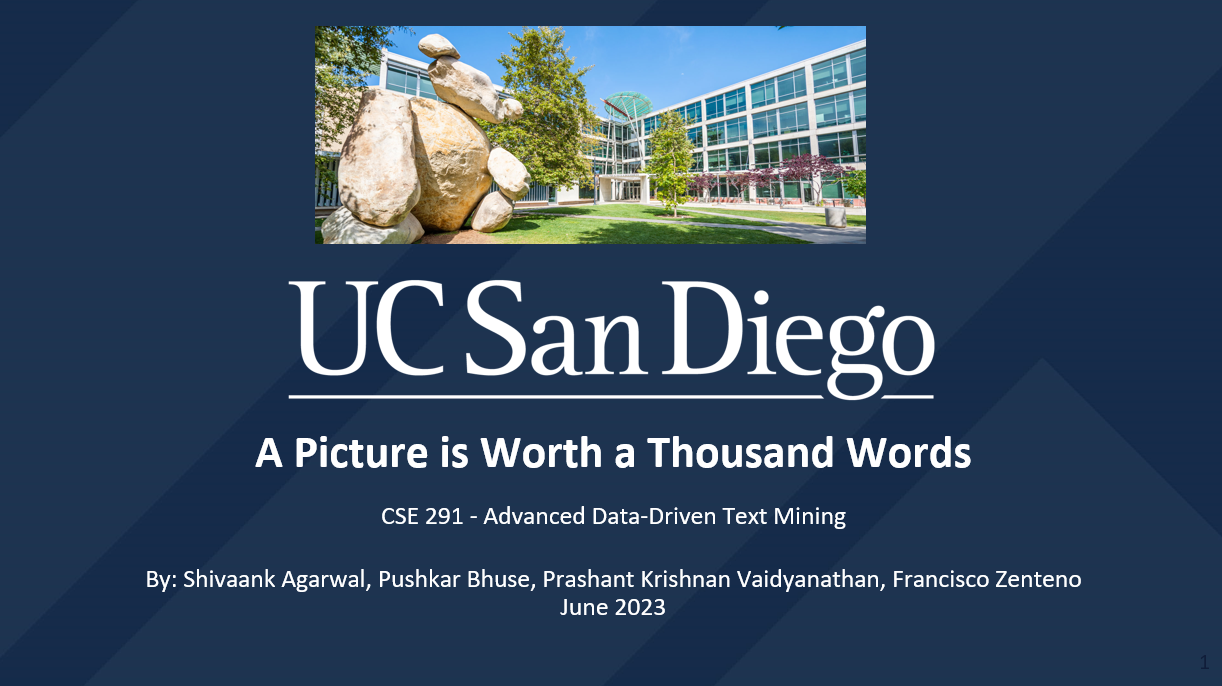 UC San Diego
A Picture is Worth a Thousand Words
CSE 291 - Advanced Data-Driven Text Mining
By: Shivaank Agarwal, Pushkar Bhuse, Prashant Krishnan Vaidyanathan, Francisco Zenteno
June 2023
1